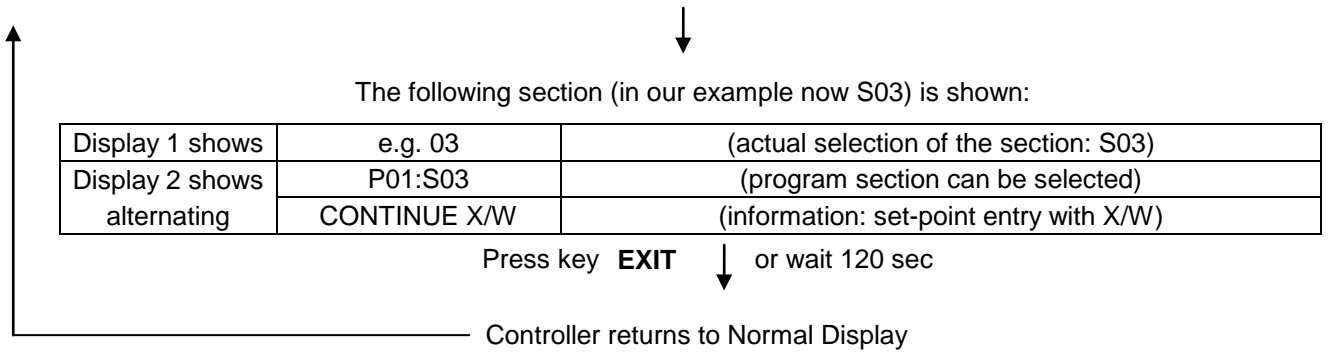 The following section (in our example now S03) is shown:
Display 1 shows e.g. 03 (actual selection of the section: S03)
Display 2 shows P01:S03 (program section can be selected)
alternating CONTINUE X/W (information: set-point entry with X/W)
Press key EXIT or wait 120 sec
Controller returns to Normal Display